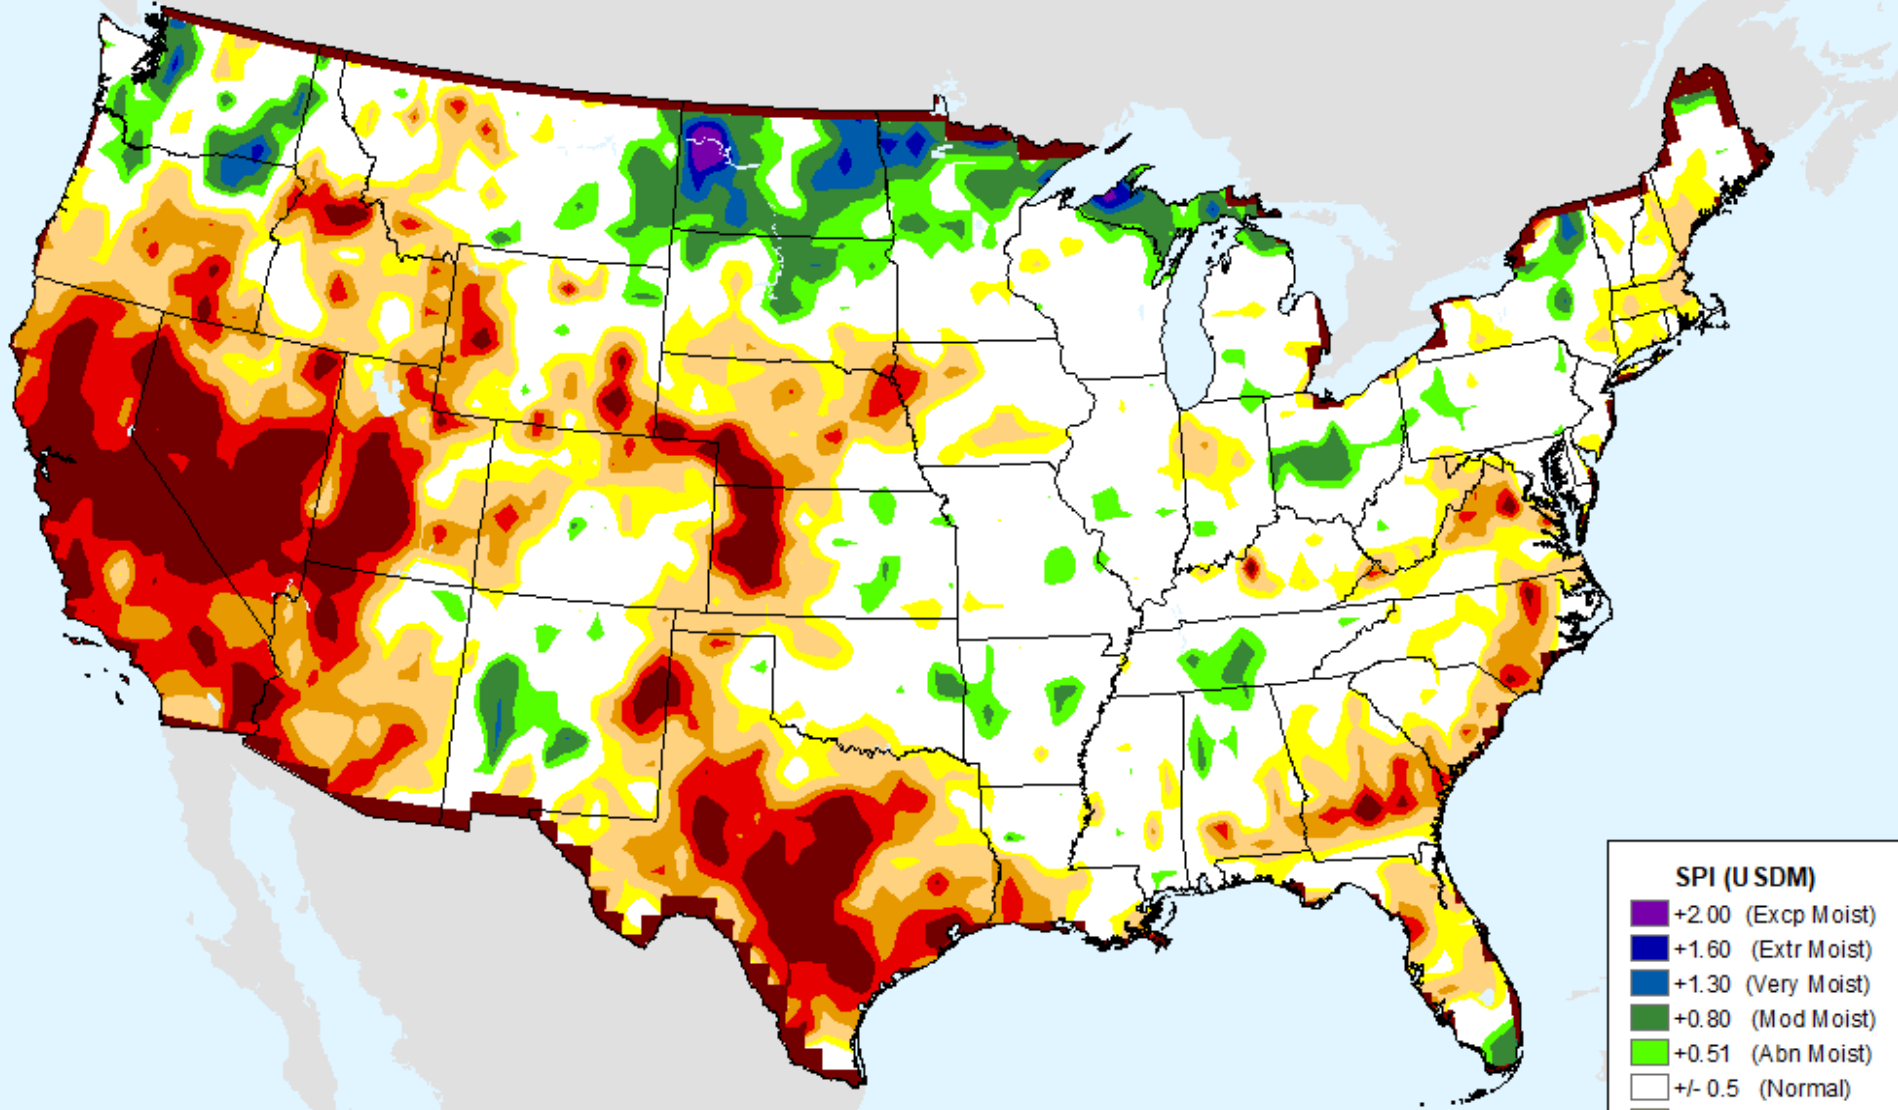 SPI (USDM)
+2.00 (Excp Moist)
+1.60 (Extr Moist)
+1.30 (Very Moist)
+0.80 (Mod Moist)
+0.51 (Abn Moist)
+/- 0.5 (Normal)